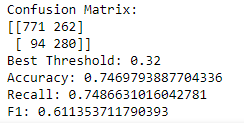 Confusion Matrix:
[[771 262]
 [ 94 280]]
Best Threshold: 0.32
Accuracy: 0.7469793887704336
Recall: 0.7486631016042781
F1: 0.611353711790393